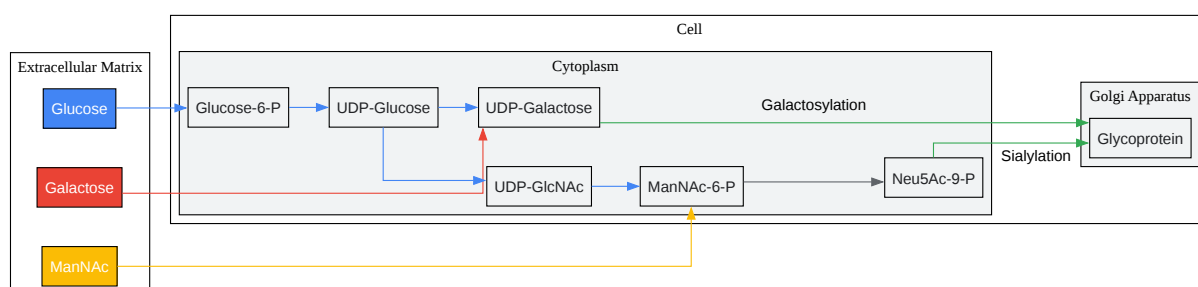 Cell
Extracellular Matrix
Cytoplasm
Glucose
Glucose-6-P
UDP-Glucose
UDP-Galactose
Galactosylation
Golgi Apparatus
Glycoprotein
Sialylation
Galactose
UDP-GlcNAc
ManNAc-6-P
Neu5Ac-9-P
ManNAc